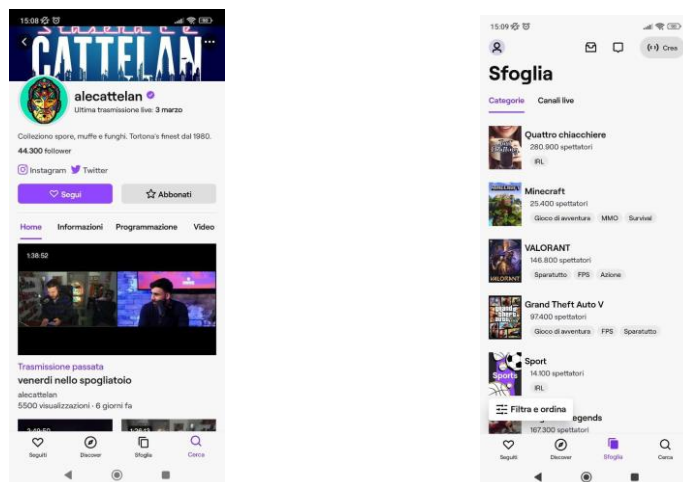 15:08
CATTELAN
alecattelan
Ultima trasmissione live: 3 marzo
Colleziono spore, muffe e funghi. Tortona's finest dal 1980.
44.300 follower
Instagram Twitter
Segui
Abbonati
Home Informazioni Programmazione Video
1:38:52
Trasmissione passata
venerdì nello spogliatoio
alecattelan
5500 visualizzazioni · 6 giorni fa
Seguiti Discover Sfoglia Cerca
15:09
Crea
Sfoglia
Categorie Canali live
Quattro chiacchiere
280.900 spettatori
IRL
Minecraft
25.400 spettatori
Gioco di avventura MMO Survival
VALORANT
VALORANT
146.800 spettatori
Sparatutto FPS Azione
Grand Theft Auto V
97.400 spettatori
Gioco di avventura FPS Sparatutto
Sport
Sports
14.100 spettatori
IRL
Filtra e ordina
egends
167.300 spettatori
Seguiti Discover Sfoglia Cerca